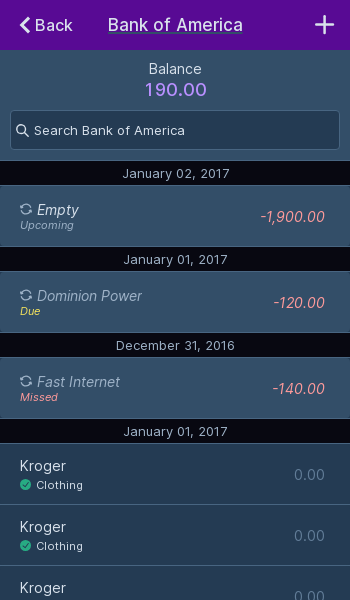 Back
Bank of America
Balance
190.00
Search Bank of America
January 02, 2017
Empty
-1,900.00
Upcoming
January 01, 2017
Dominion Power
-120.00
Due
December 31, 2016
Fast Internet
-140.00
Missed
January 01, 2017
Kroger
0.00
Clothing
Kroger
0.00
Clothing
Kroger
0.00